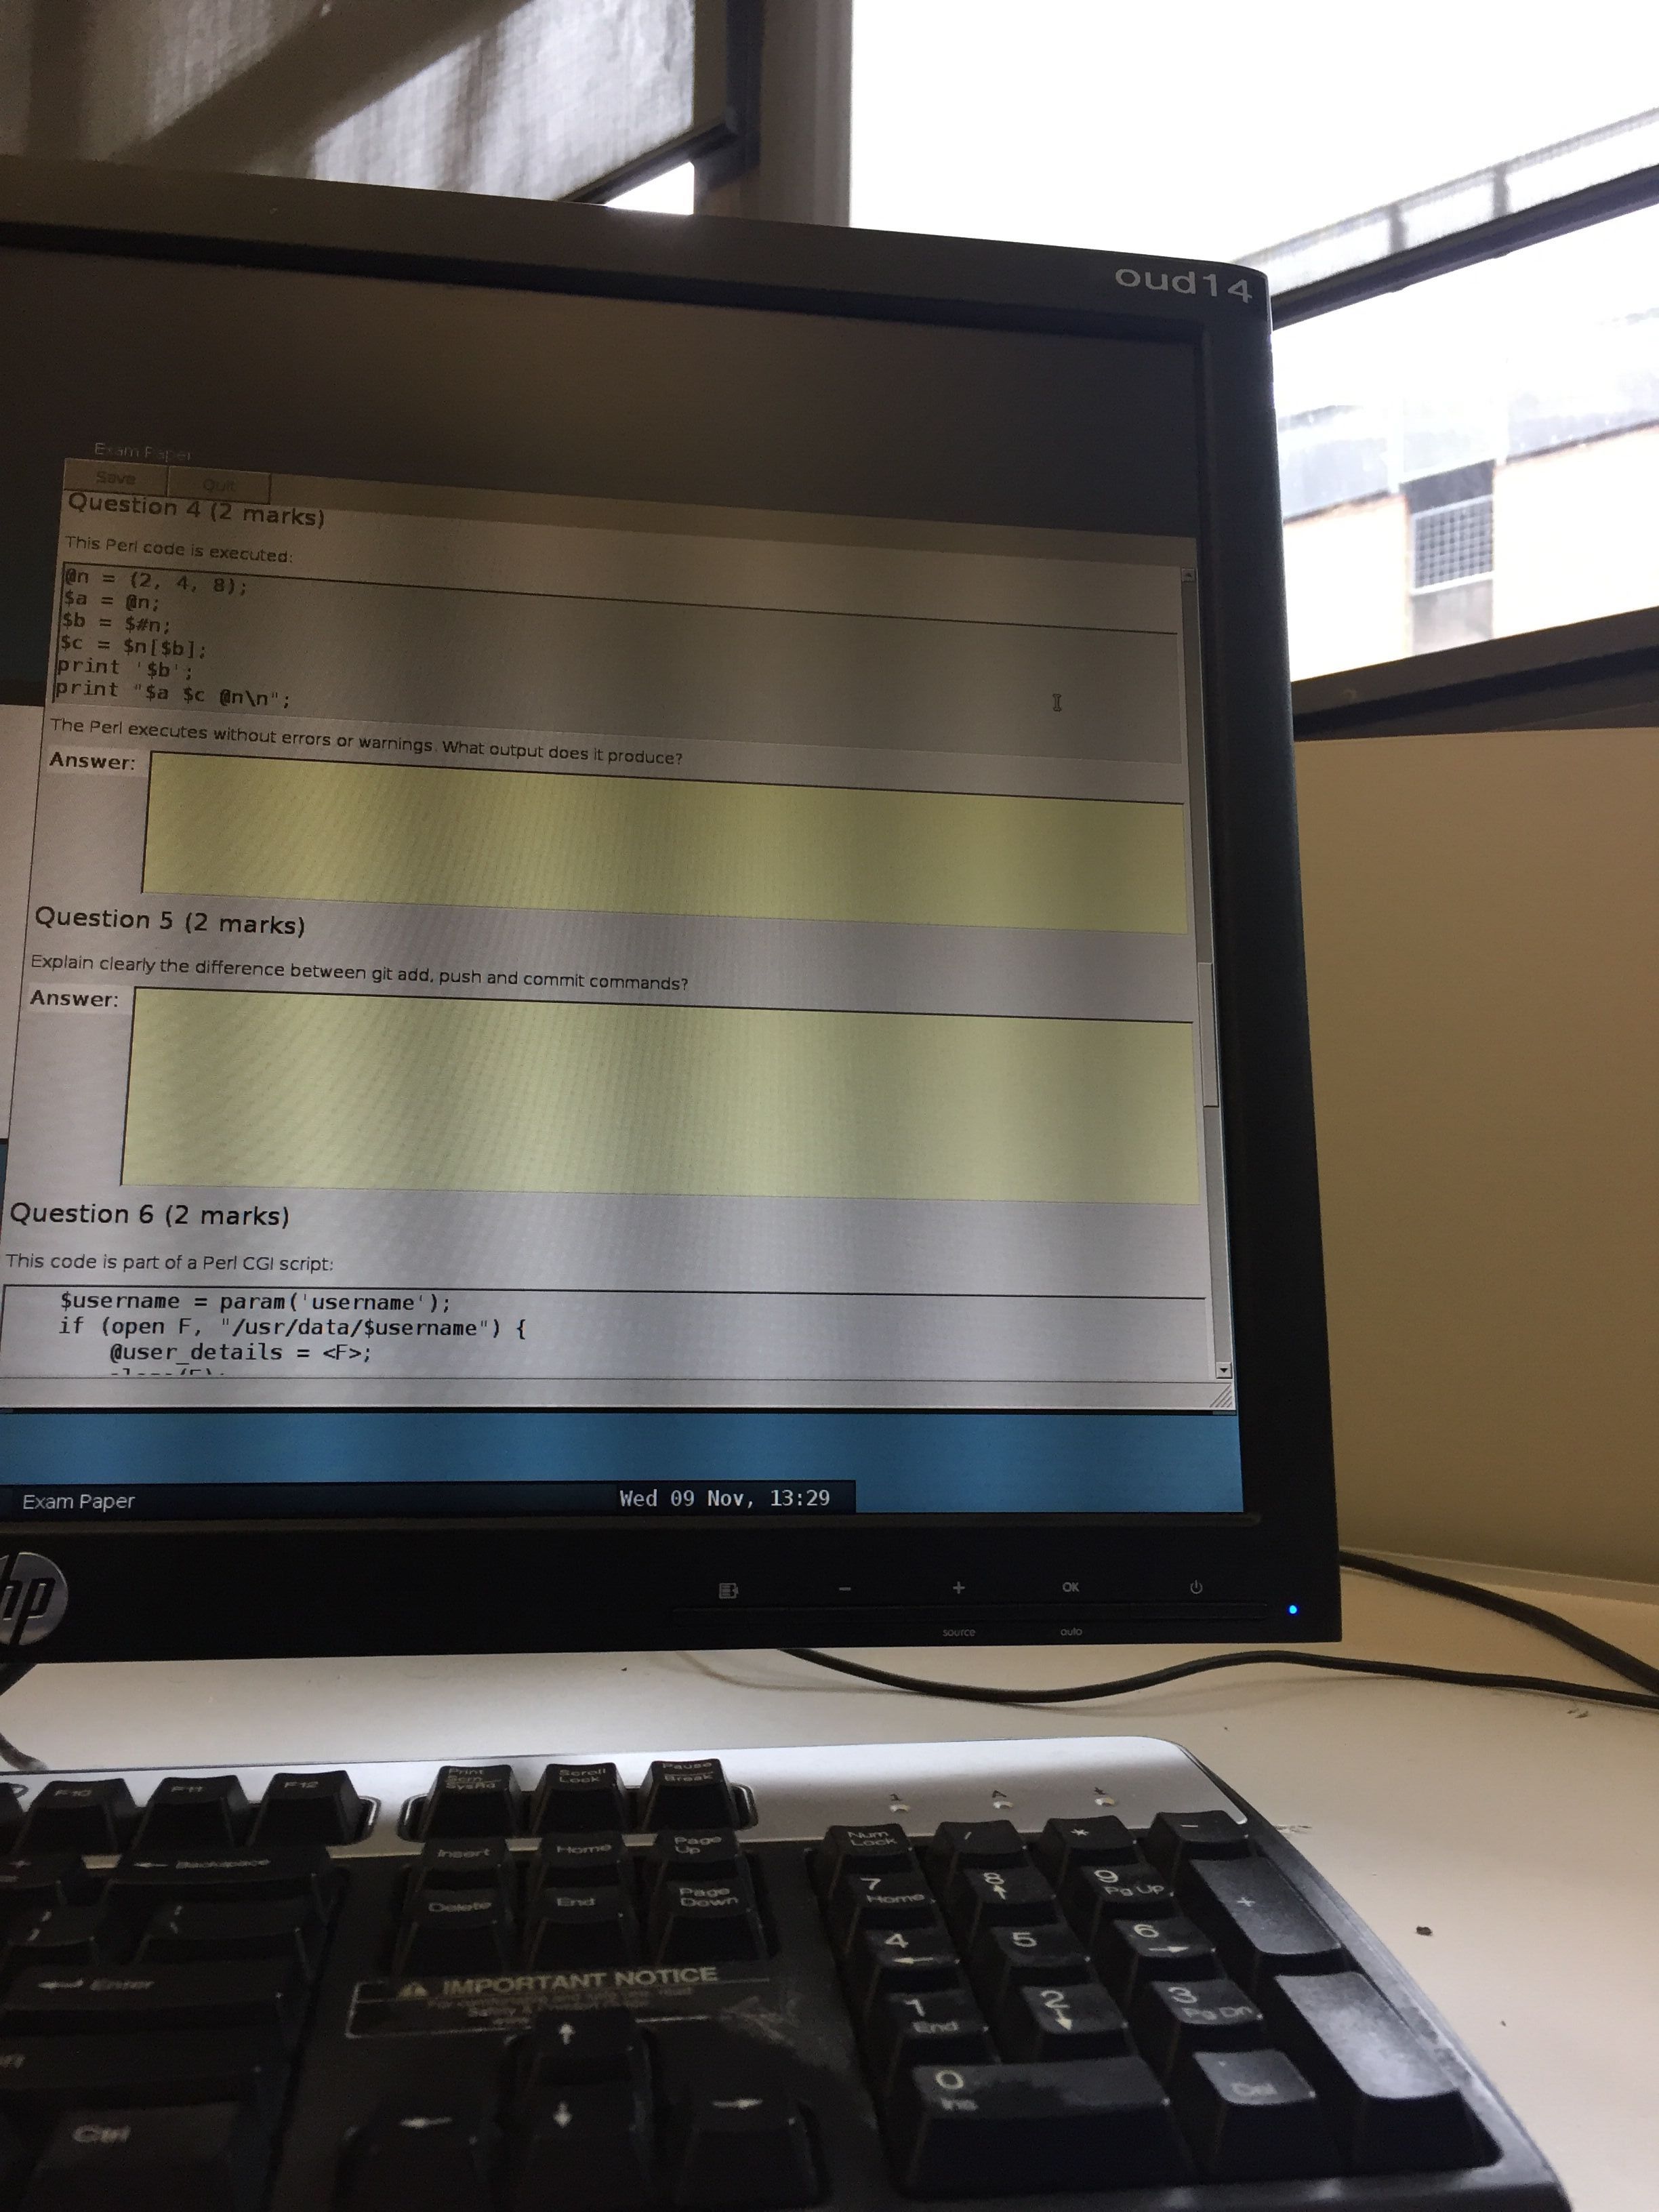 oud14
Exam Paper
Save Quit
Question 4 (2 marks)
This Perl code is executed:
@n = (2, 4, 8);
$a = @n;
$b = $#n;
$c = $n[$b];
print '$b';
print "$a $c @n\n";
The Perl executes without errors or warnings. What output does it produce?
Answer:
Question 5 (2 marks)
Explain clearly the difference between git add, push and commit commands?
Answer:
Question 6 (2 marks)
This code is part of a Perl CGI script:
$username = param('username');
if (open F, "/usr/data/$username") {
@user_details = <F>;
Exam Paper
Wed 09 Nov, 13:29
hp
- + OK
source auto
F10 F11 F12 Print Scrn SysRq Scroll Lock Pause Break
1 A
Backspace Insert Home Page Up Num Lock / * -
Delete End Page Down 7 Home 8 9 Pg Up +
Enter 4 5 6
IMPORTANT NOTICE
1 End 2 3 Pg Dn
0 Ins Del
Ctrl